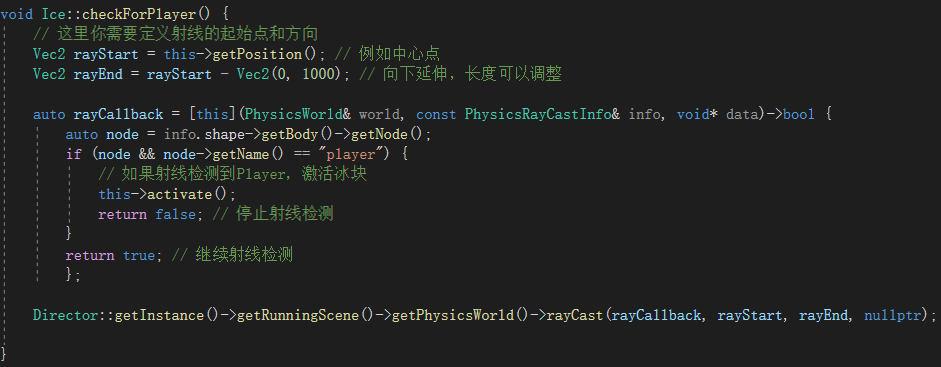 void Ice::checkForPlayer() {
// 这里你需要定义射线的起始点和方向
Vec2 rayStart = this->getPosition(); // 例如中心点
Vec2 rayEnd = rayStart - Vec2(0, 1000); // 向下延伸，长度可以调整
auto rayCallback = [this](PhysicsWorld& world, const PhysicsRayCastInfo& info, void* data)->bool {
auto node = info.shape->getBody()->getNode();
if (node && node->getName() == "player") {
// 如果射线检测到Player，激活冰块
this->activate();
return false; // 停止射线检测
}
return true; // 继续射线检测
};
Director::getInstance()->getRunningScene()->getPhysicsWorld()->rayCast(rayCallback, rayStart, rayEnd, nullptr);
}